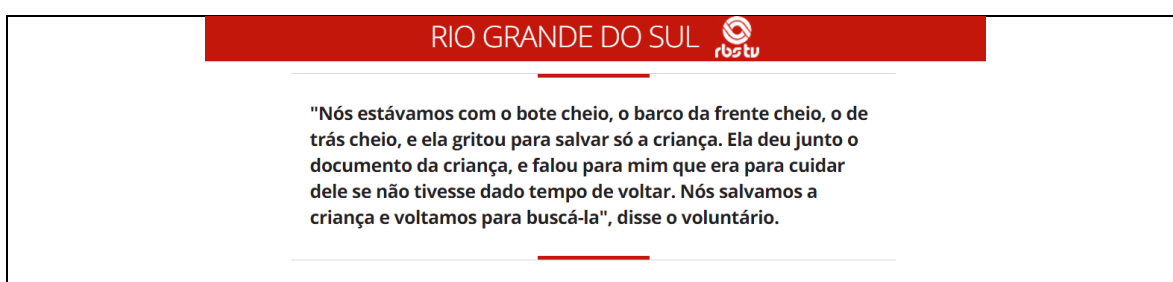 RIO GRANDE DO SUL rbstv
"Nós estávamos com o bote cheio, o barco da frente cheio, o de
trás cheio, e ela gritou para salvar só a criança. Ela deu junto o
documento da criança, e falou para mim que era para cuidar
dele se não tivesse dado tempo de voltar. Nós salvamos a
criança e voltamos para buscá-la", disse o voluntário.